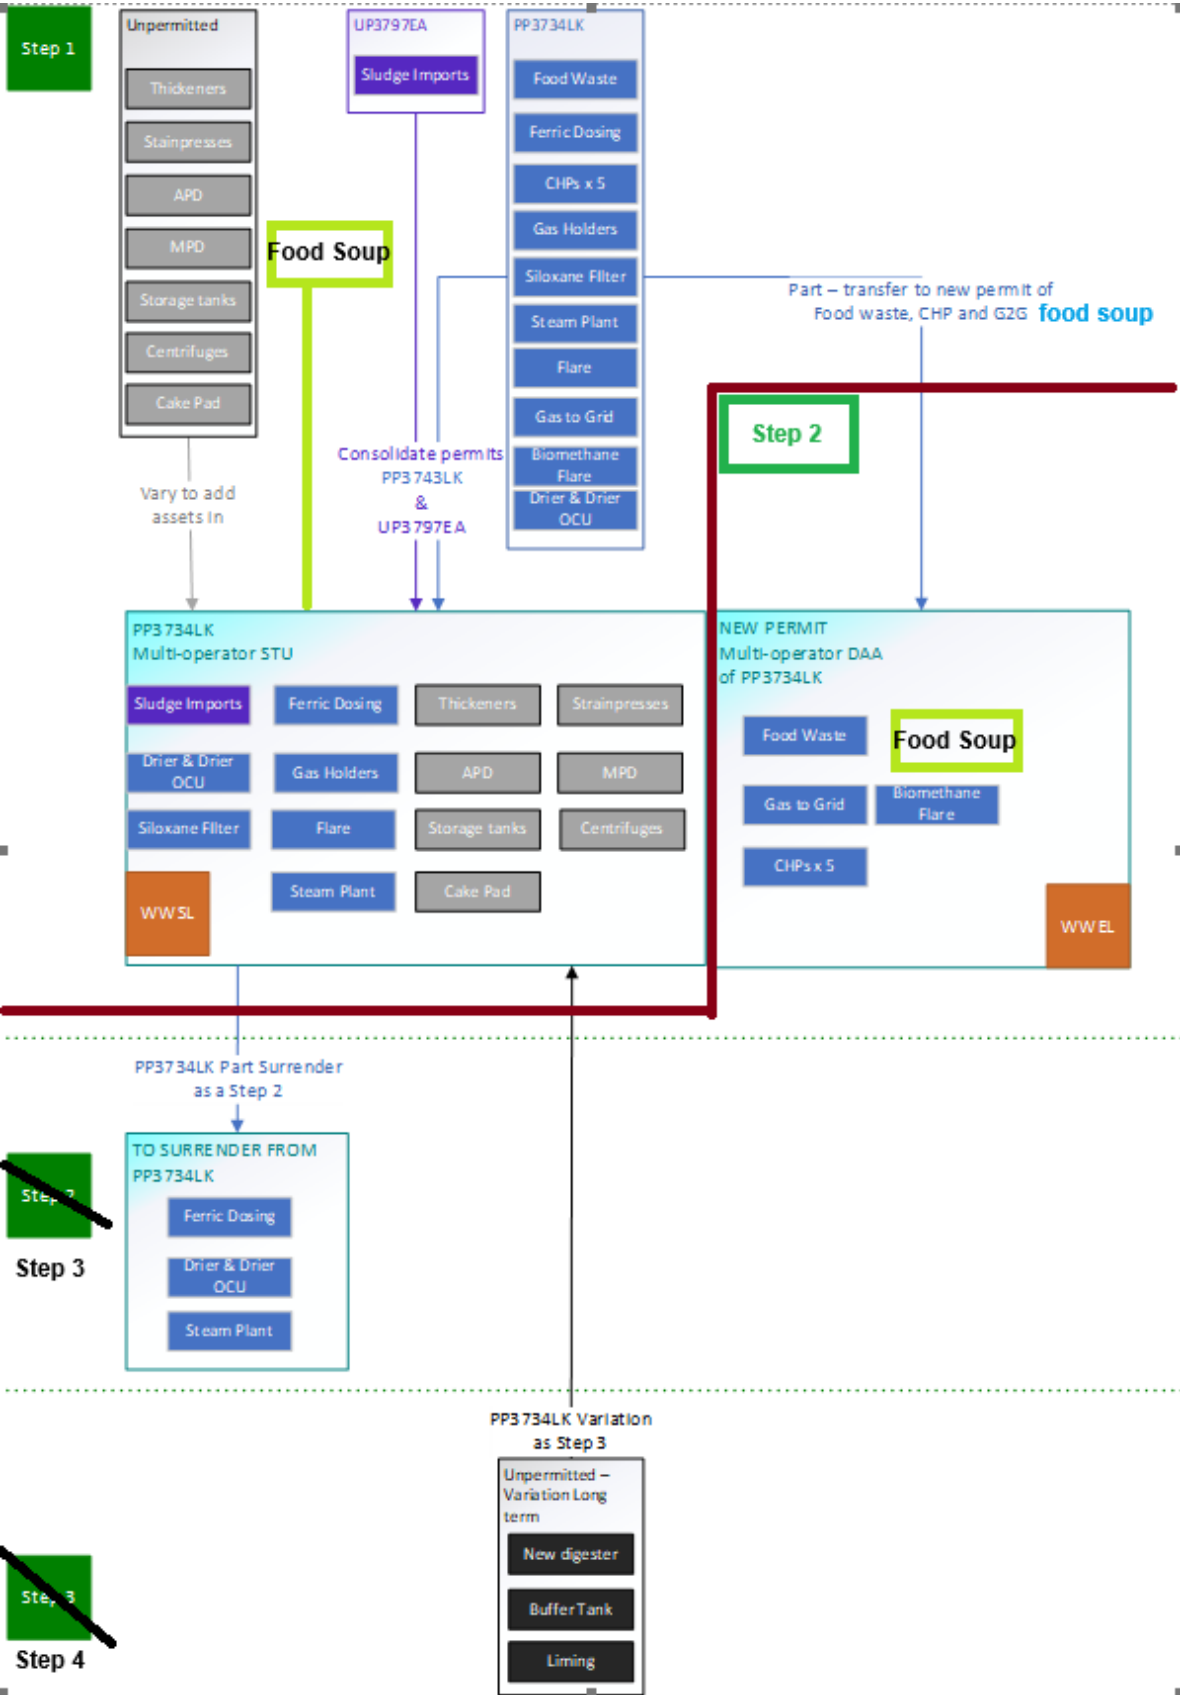 Step 1
Unpermitted
Thickeners
Stainpresses
APD
MPD
Storage tanks
Centrifuges
Cake Pad
Vary to add
assets in
Food Soup
UP3797EA
Sludge Imports
Consolidate permits
PP3743LK
&
UP3797EA
PP3734LK
Food Waste
Ferric Dosing
CHPs x 5
Gas Holders
Siloxane FIlter
Steam Plant
Flare
Gas to Grid
Biomethane
Flare
Drier & Drier
OCU
Part – transfer to new permit of
Food waste, CHP and G2G food soup
Step 2
PP3734LK
Multi-operator STU
Sludge Imports
Ferric Dosing
Thickeners
Strainpresses
Drier & Drier
OCU
Gas Holders
APD
MPD
Siloxane FIlter
Flare
Storage tanks
Centrifuges
Steam Plant
Cake Pad
WWSL
NEW PERMIT
Multi-operator DAA
of PP3734LK
Food Waste
Food Soup
Gas to Grid
Biomethane
Flare
CHPs x 5
WWEL
PP3734LK Part Surrender
as a Step 2
Step 2
Step 3
TO SURRENDER FROM
PP3734LK
Ferric Dosing
Drier & Drier
OCU
Steam Plant
PP3734LK Variation
as Step 3
Unpermitted –
Variation Long
term
New digester
Buffer Tank
Liming
Step 3
Step 4